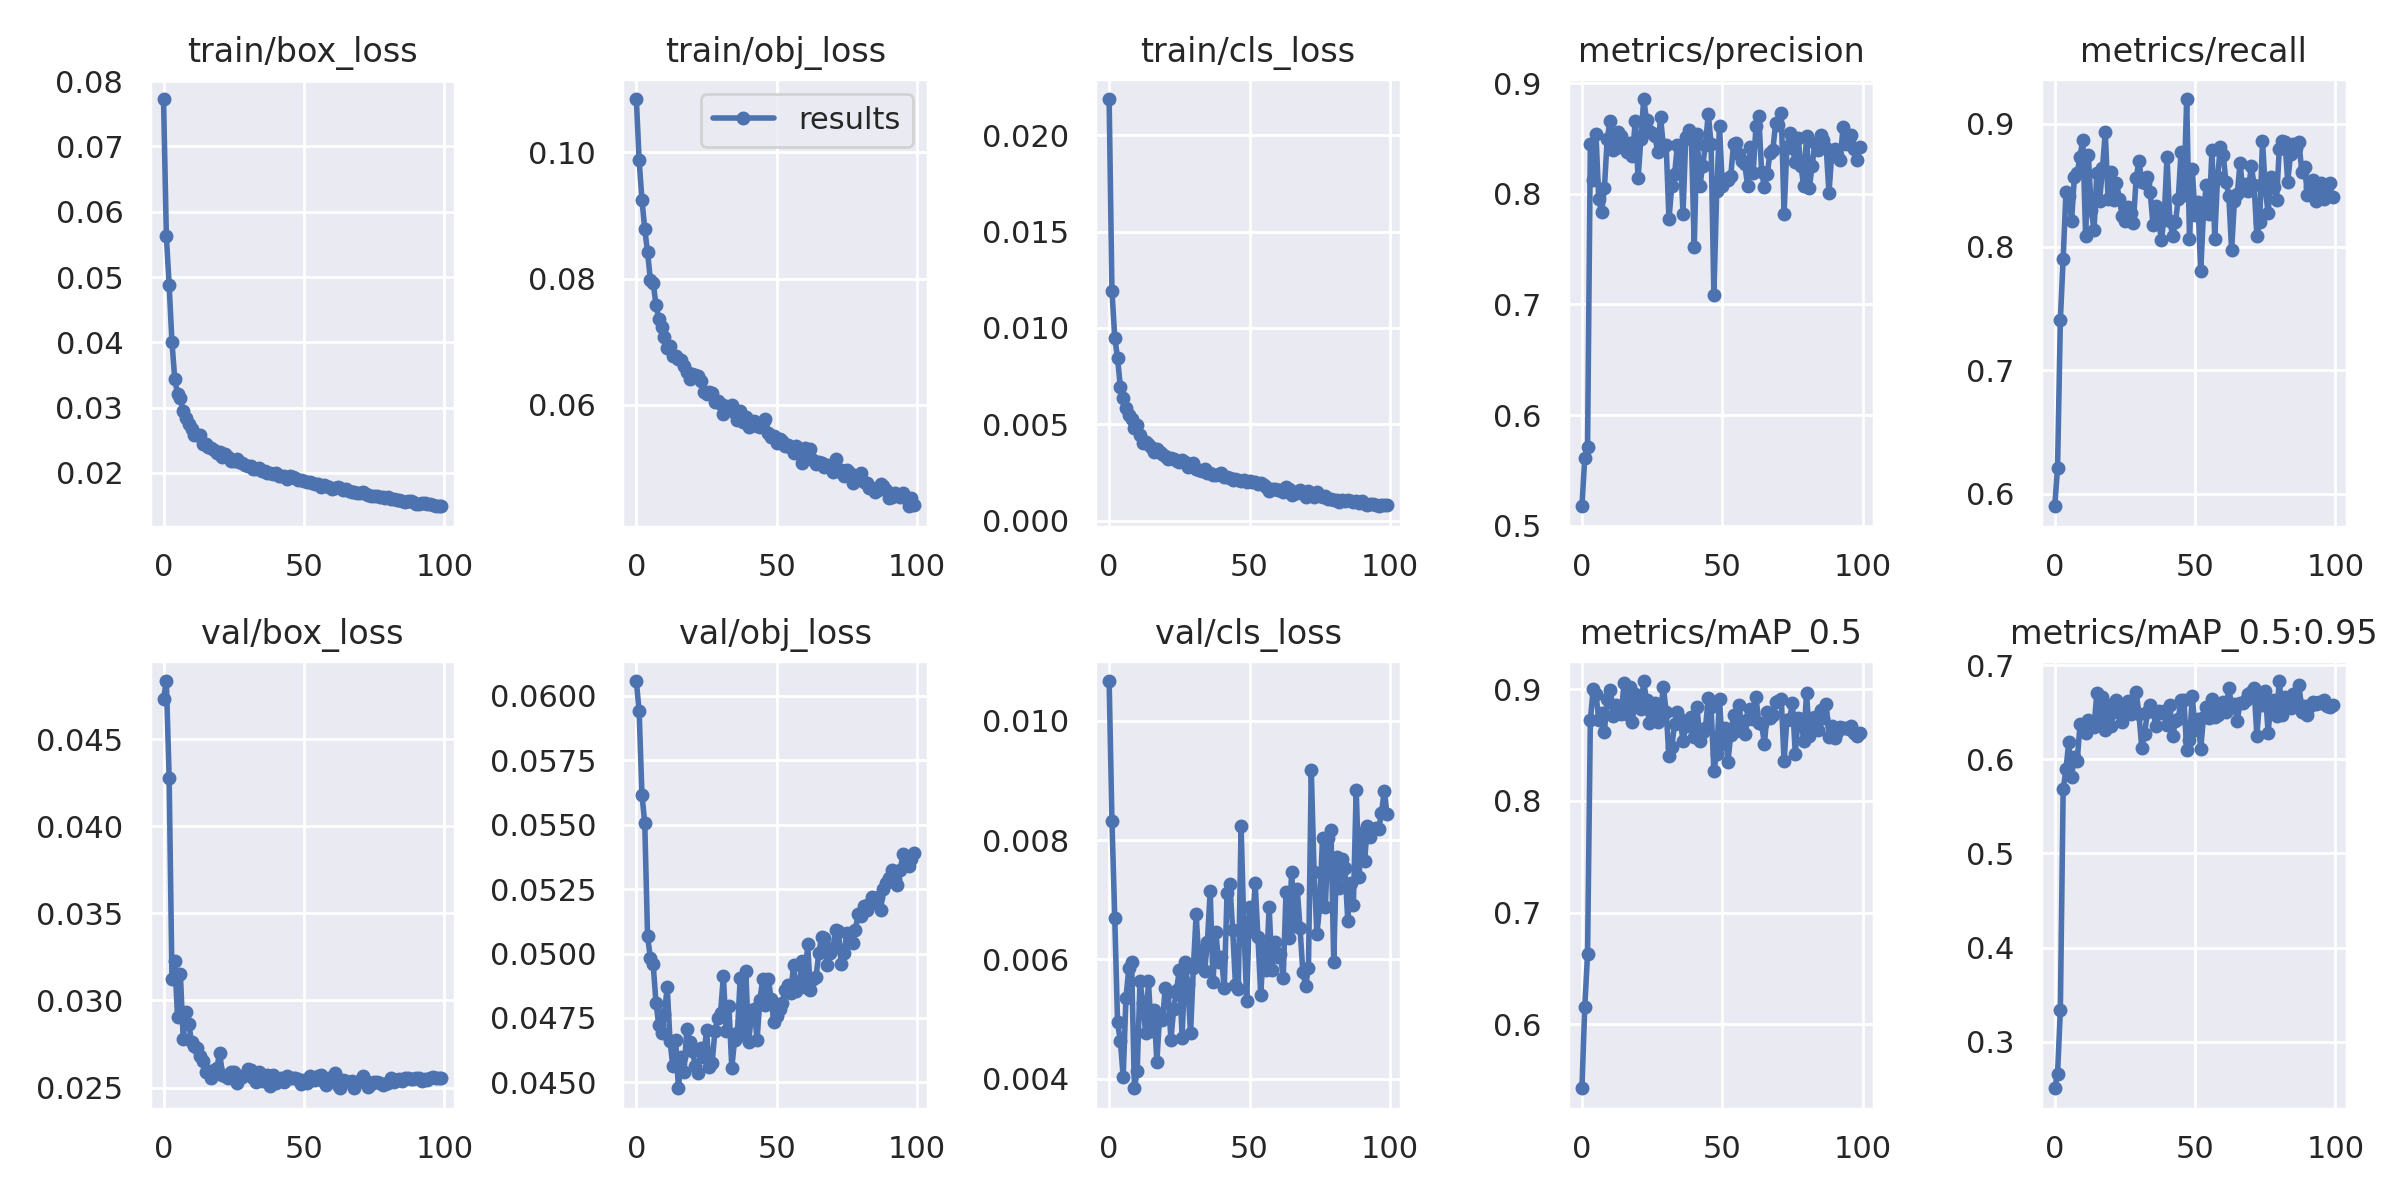 train/box_loss
0.08
0.07
0.06
0.05
0.04
0.03
0.02
0 50 100
train/obj_loss
results
0.10
0.08
0.06
0 50 100
train/cls_loss
0.020
0.015
0.010
0.005
0.000
0 50 100
metrics/precision
0.9
0.8
0.7
0.6
0.5
0 50 100
metrics/recall
0.9
0.8
0.7
0.6
0 50 100
val/box_loss
0.045
0.040
0.035
0.030
0.025
0 50 100
val/obj_loss
0.0600
0.0575
0.0550
0.0525
0.0500
0.0475
0.0450
0 50 100
val/cls_loss
0.010
0.008
0.006
0.004
0 50 100
metrics/mAP_0.5
0.9
0.8
0.7
0.6
0 50 100
metrics/mAP_0.5:0.95
0.7
0.6
0.5
0.4
0.3
0 50 100